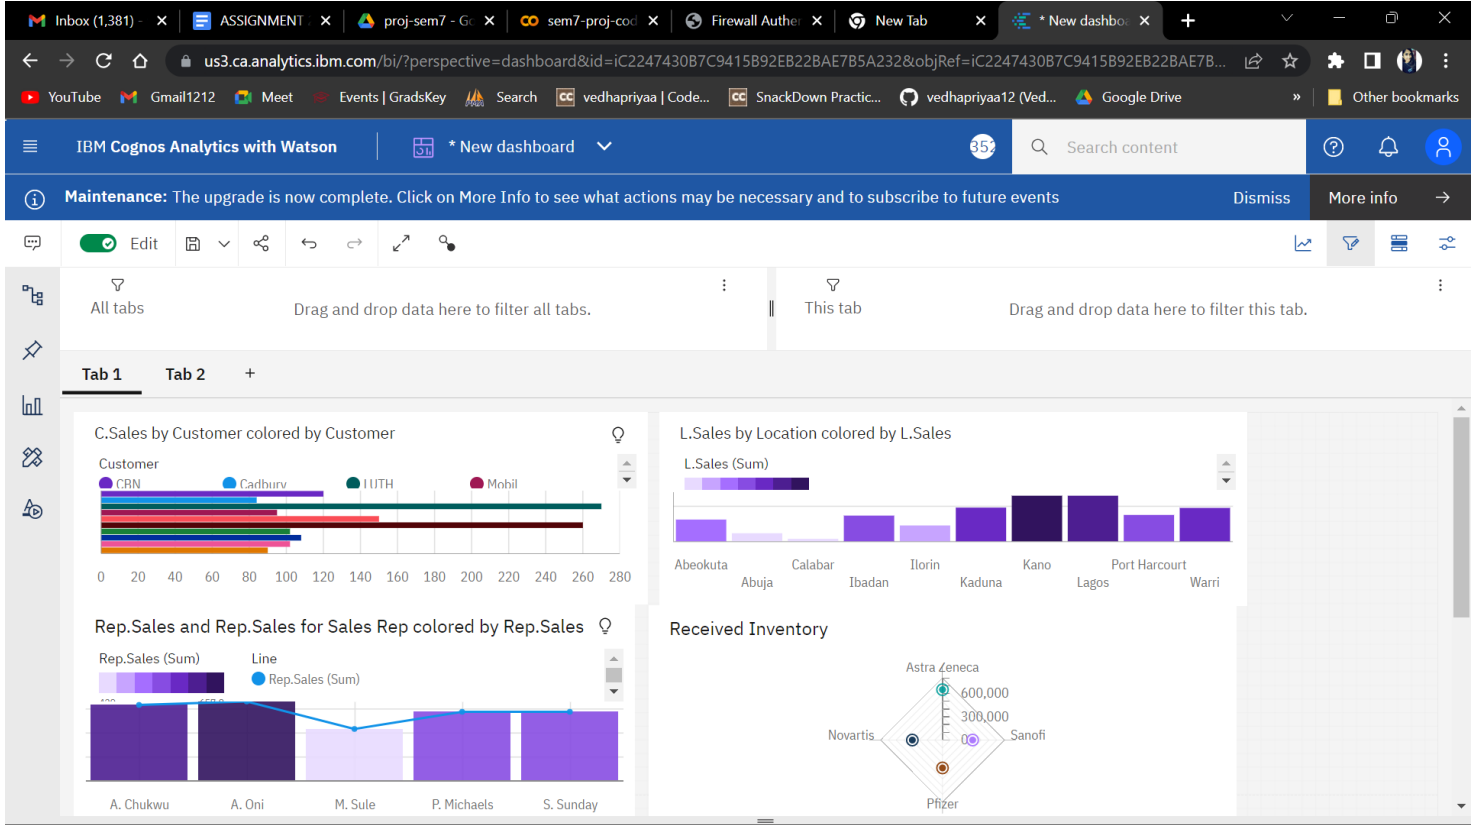 Inbox (1,381) -
ASSIGNMENT
proj-sem7 - Go
sem7-proj-cod
Firewall Auther
New Tab
* New dashboa
us3.ca.analytics.ibm.com/bi/?perspective=dashboard&id=iC2247430B7C9415B92EB22BAE7B5A232&objRef=iC2247430B7C9415B92EB22BAE7B...
YouTube
Gmail1212
Meet
Events | GradsKey
Search
CC vedhapriyaa | Code...
CC SnackDown Practic...
vedhapriyaa12 (Ved...
Google Drive
»
Other bookmarks
IBM Cognos Analytics with Watson
* New dashboard
352
Search content
Maintenance: The upgrade is now complete. Click on More Info to see what actions may be necessary and to subscribe to future events
Dismiss
More info
Edit
All tabs
Drag and drop data here to filter all tabs.
This tab
Drag and drop data here to filter this tab.
Tab 1
Tab 2
+
C.Sales by Customer colored by Customer
Customer
CBN
Cadbury
LUTH
Mobil
0 20 40 60 80 100 120 140 160 180 200 220 240 260 280
L.Sales by Location colored by L.Sales
L.Sales (Sum)
Abeokuta
Abuja
Calabar
Ibadan
Ilorin
Kaduna
Kano
Lagos
Port Harcourt
Warri
Rep.Sales and Rep.Sales for Sales Rep colored by Rep.Sales
Rep.Sales (Sum)
Line
Rep.Sales (Sum)
A. Chukwu
A. Oni
M. Sule
P. Michaels
S. Sunday
Received Inventory
Astra Zeneca
600,000
300,000
0
Novartis
Sanofi
Pfizer